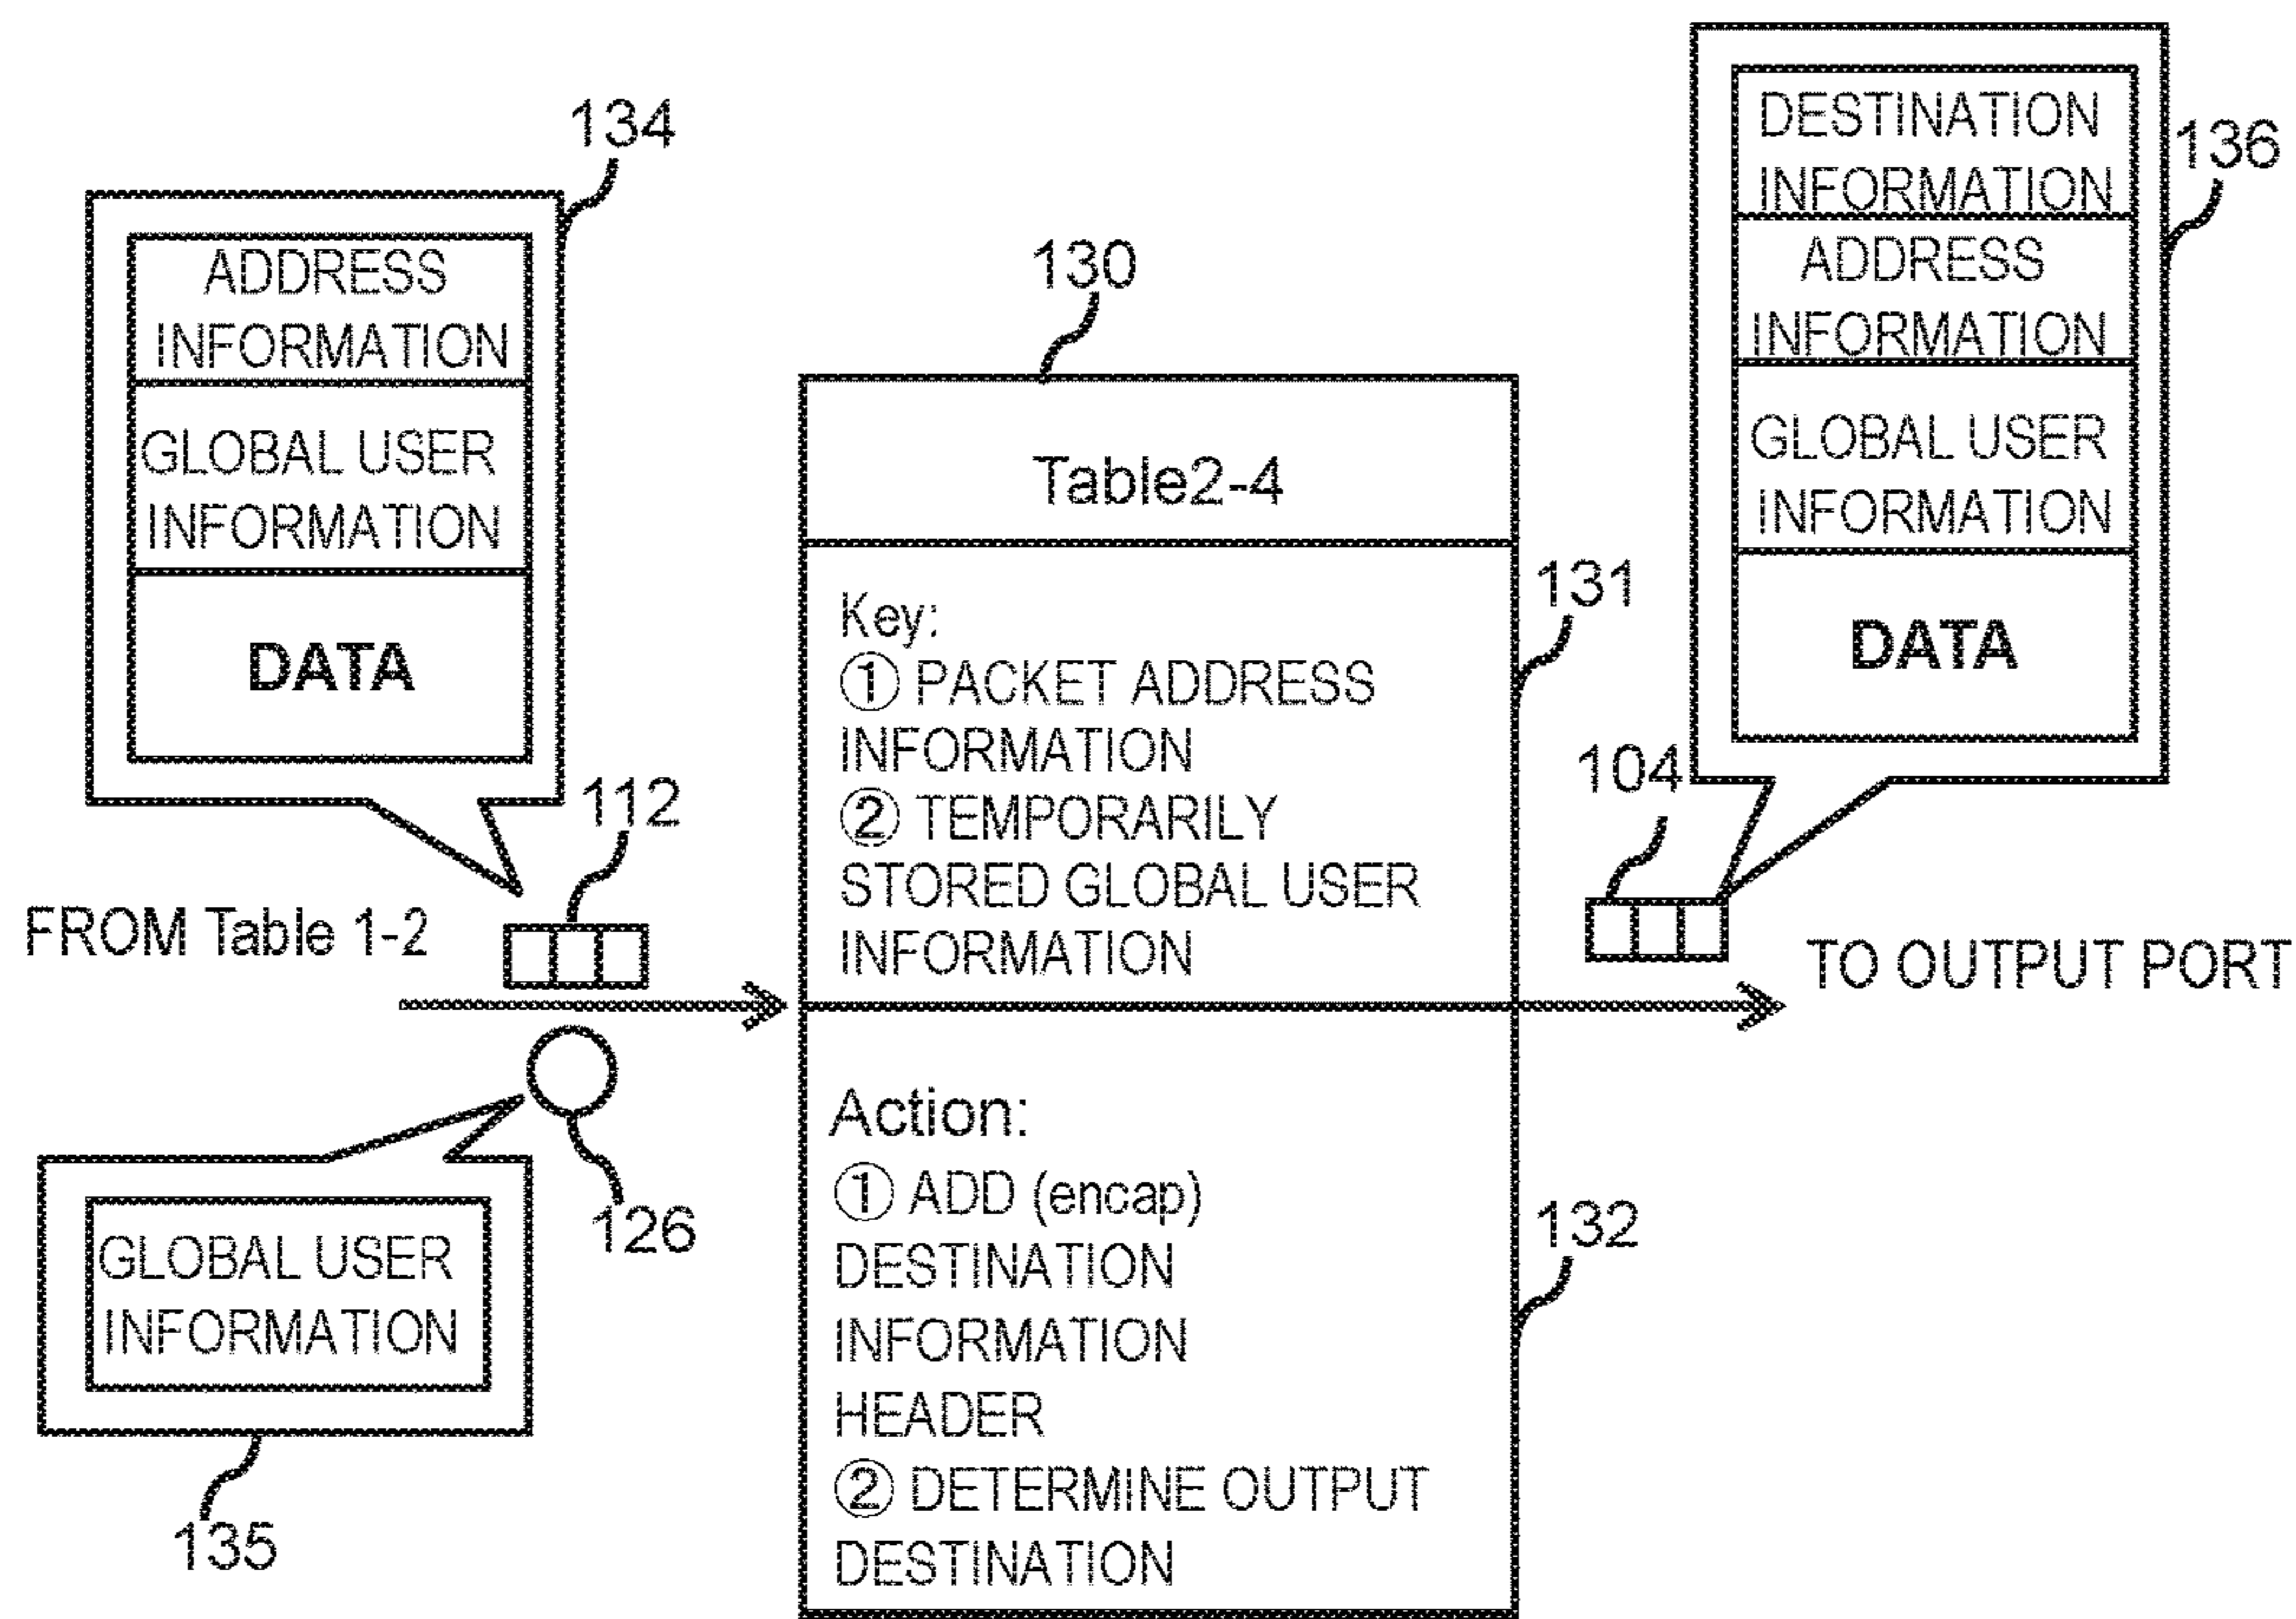 134
ADDRESS
INFORMATION
GLOBAL USER
INFORMATION
DATA
112
FROM Table 1-2
126
GLOBAL USER
INFORMATION
135
130
Table2-4
Key:
① PACKET ADDRESS
INFORMATION
② TEMPORARILY
STORED GLOBAL USER
INFORMATION
131
Action:
① ADD (encap)
DESTINATION
INFORMATION
HEADER
② DETERMINE OUTPUT
DESTINATION
132
136
DESTINATION
INFORMATION
ADDRESS
INFORMATION
GLOBAL USER
INFORMATION
DATA
104
TO OUTPUT PORT